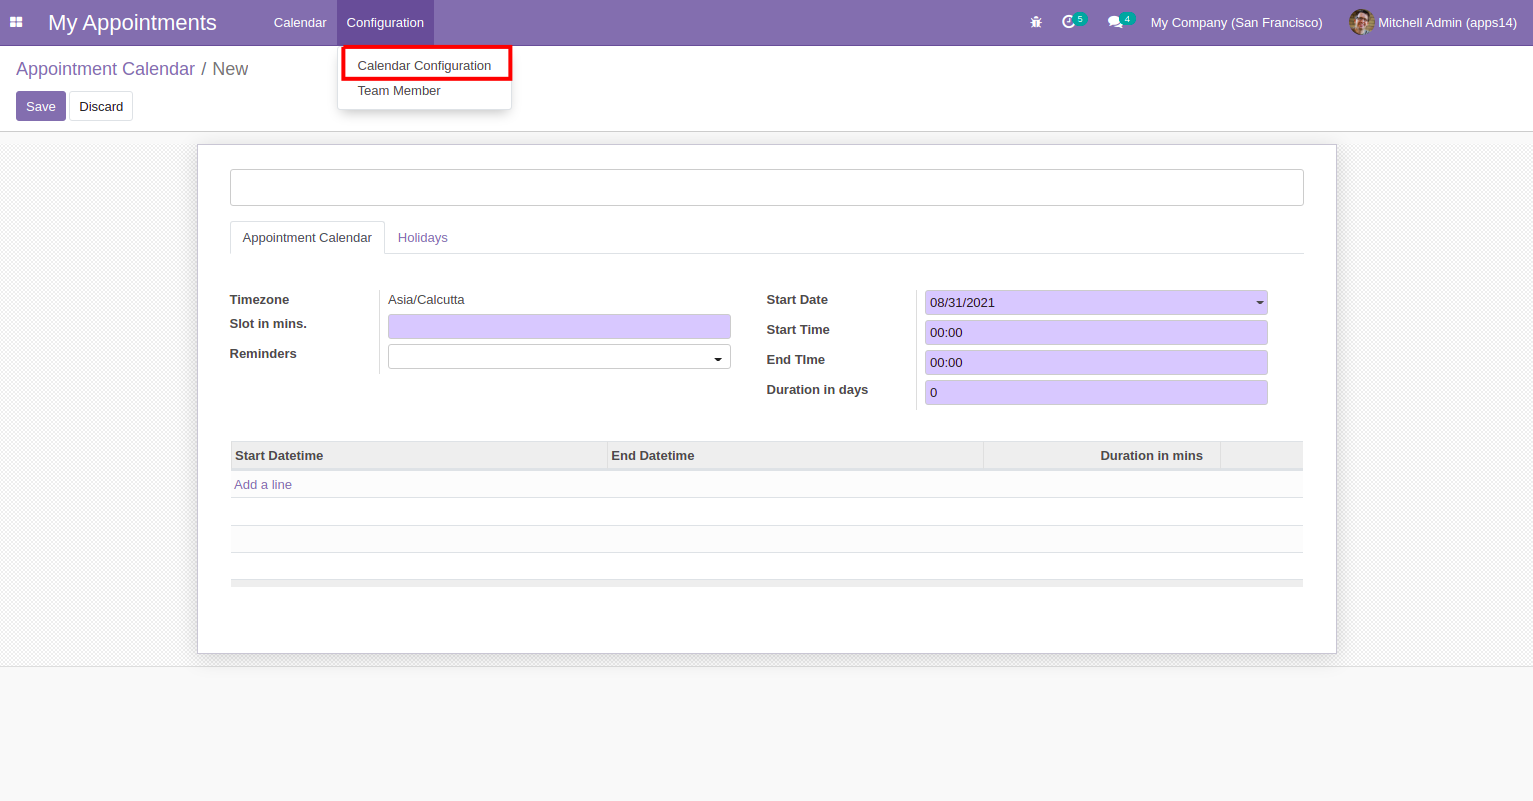 My Appointments Calendar Configuration 5 4 My Company (San Francisco) Mitchell Admin (apps14)
Calendar Configuration
Team Member
Appointment Calendar / New
Save Discard
Appointment Calendar Holidays
Timezone Asia/Calcutta
Slot in mins.
Reminders
Start Date 08/31/2021
Start Time 00:00
End TIme 00:00
Duration in days 0
Start Datetime End Datetime Duration in mins
Add a line